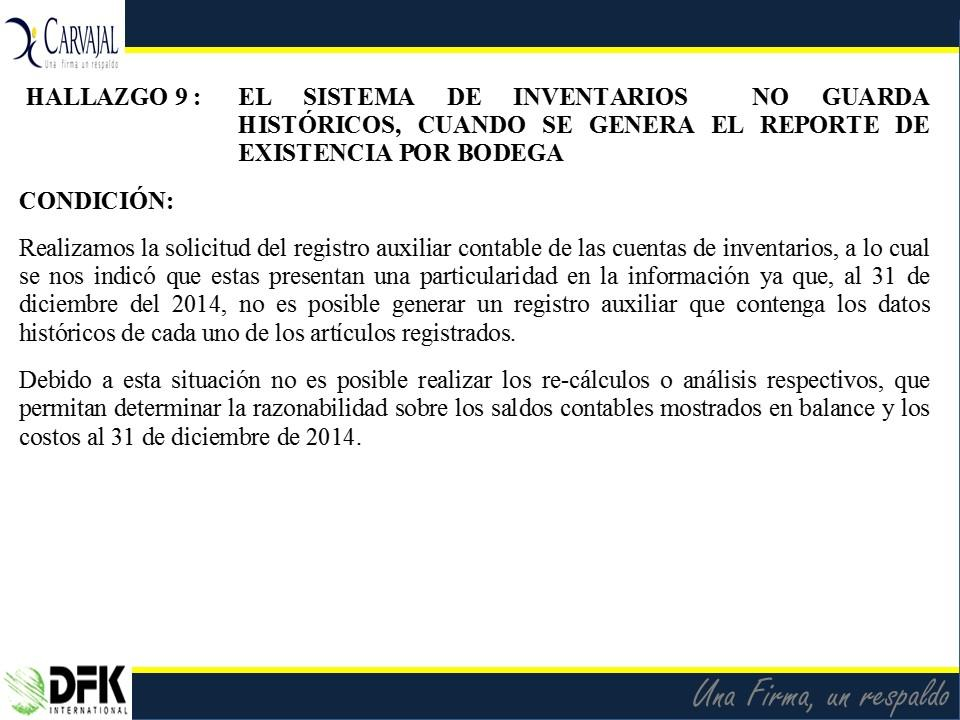 CARVAJAL
Una firma un respaldo
HALLAZGO 9 : EL SISTEMA DE INVENTARIOS NO GUARDA
HISTÓRICOS, CUANDO SE GENERA EL REPORTE DE
EXISTENCIA POR BODEGA
CONDICIÓN:
Realizamos la solicitud del registro auxiliar contable de las cuentas de inventarios, a lo cual
se nos indicó que estas presentan una particularidad en la información ya que, al 31 de
diciembre del 2014, no es posible generar un registro auxiliar que contenga los datos
históricos de cada uno de los artículos registrados.
Debido a esta situación no es posible realizar los re-cálculos o análisis respectivos, que
permitan determinar la razonabilidad sobre los saldos contables mostrados en balance y los
costos al 31 de diciembre de 2014.
DFK
INTERNATIONAL
Una Firma, un respaldo